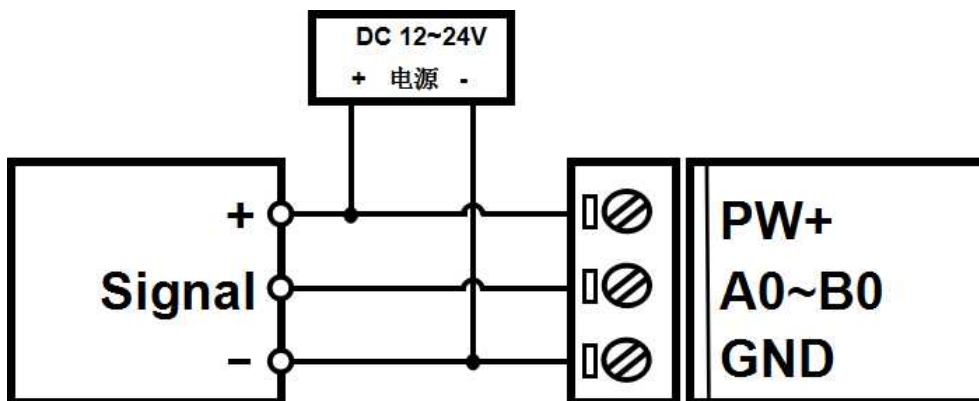 DC 12~24V
+ 电源 -
+
PW+
Signal
A0~B0
−
GND